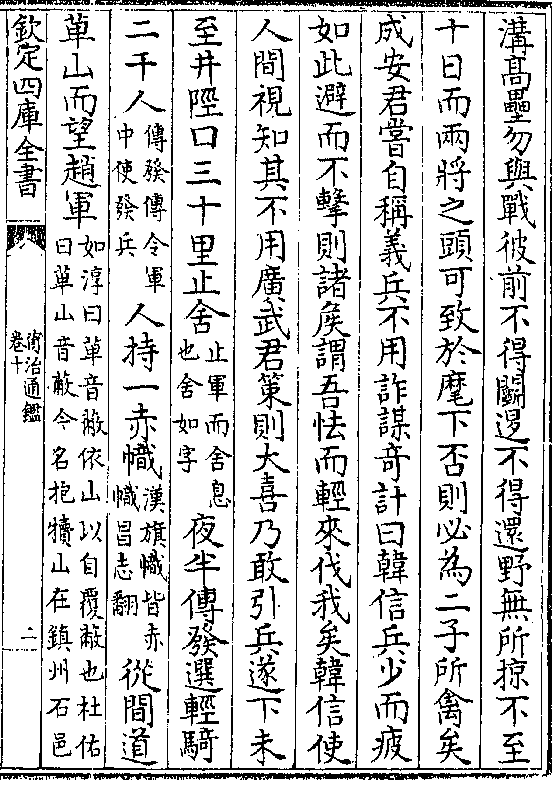 溝髙壘勿與戰彼前不得鬭退不得還野無所掠不至
十日而兩將之頭可致於麾下否則必為二子所禽矣
成安君嘗自稱義兵不用詐謀竒計曰韓信兵少而疲
如此避而不擊則諸侯謂吾怯而輕來伐我矣韓信使
人間視知其不用廣武君策則大喜乃敢引兵遂下未
至井陘口三十里止舍止軍而舍息也舍如字夜半傳發選輕騎
二千人傳發傳令軍中使發兵人持一赤幟漢旗幟皆赤幟昌志翻從間道
萆山而望趙軍如淳曰萆音蔽依山以自覆蔽也杜佑曰萆山音蔽今名抱犢山在鎮州石邑
欽定四庫全書
資治通鑑
卷十
二